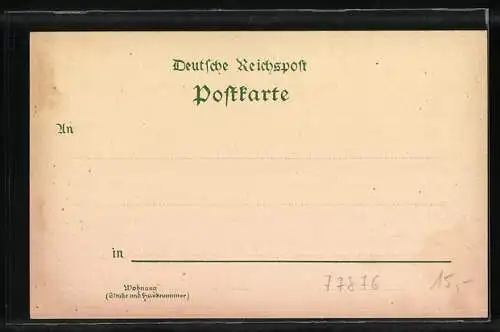 Deutsche Reichspost
Postkarte
An
in
Wohnung
(Straße und Hausnummer)
77876
15,-